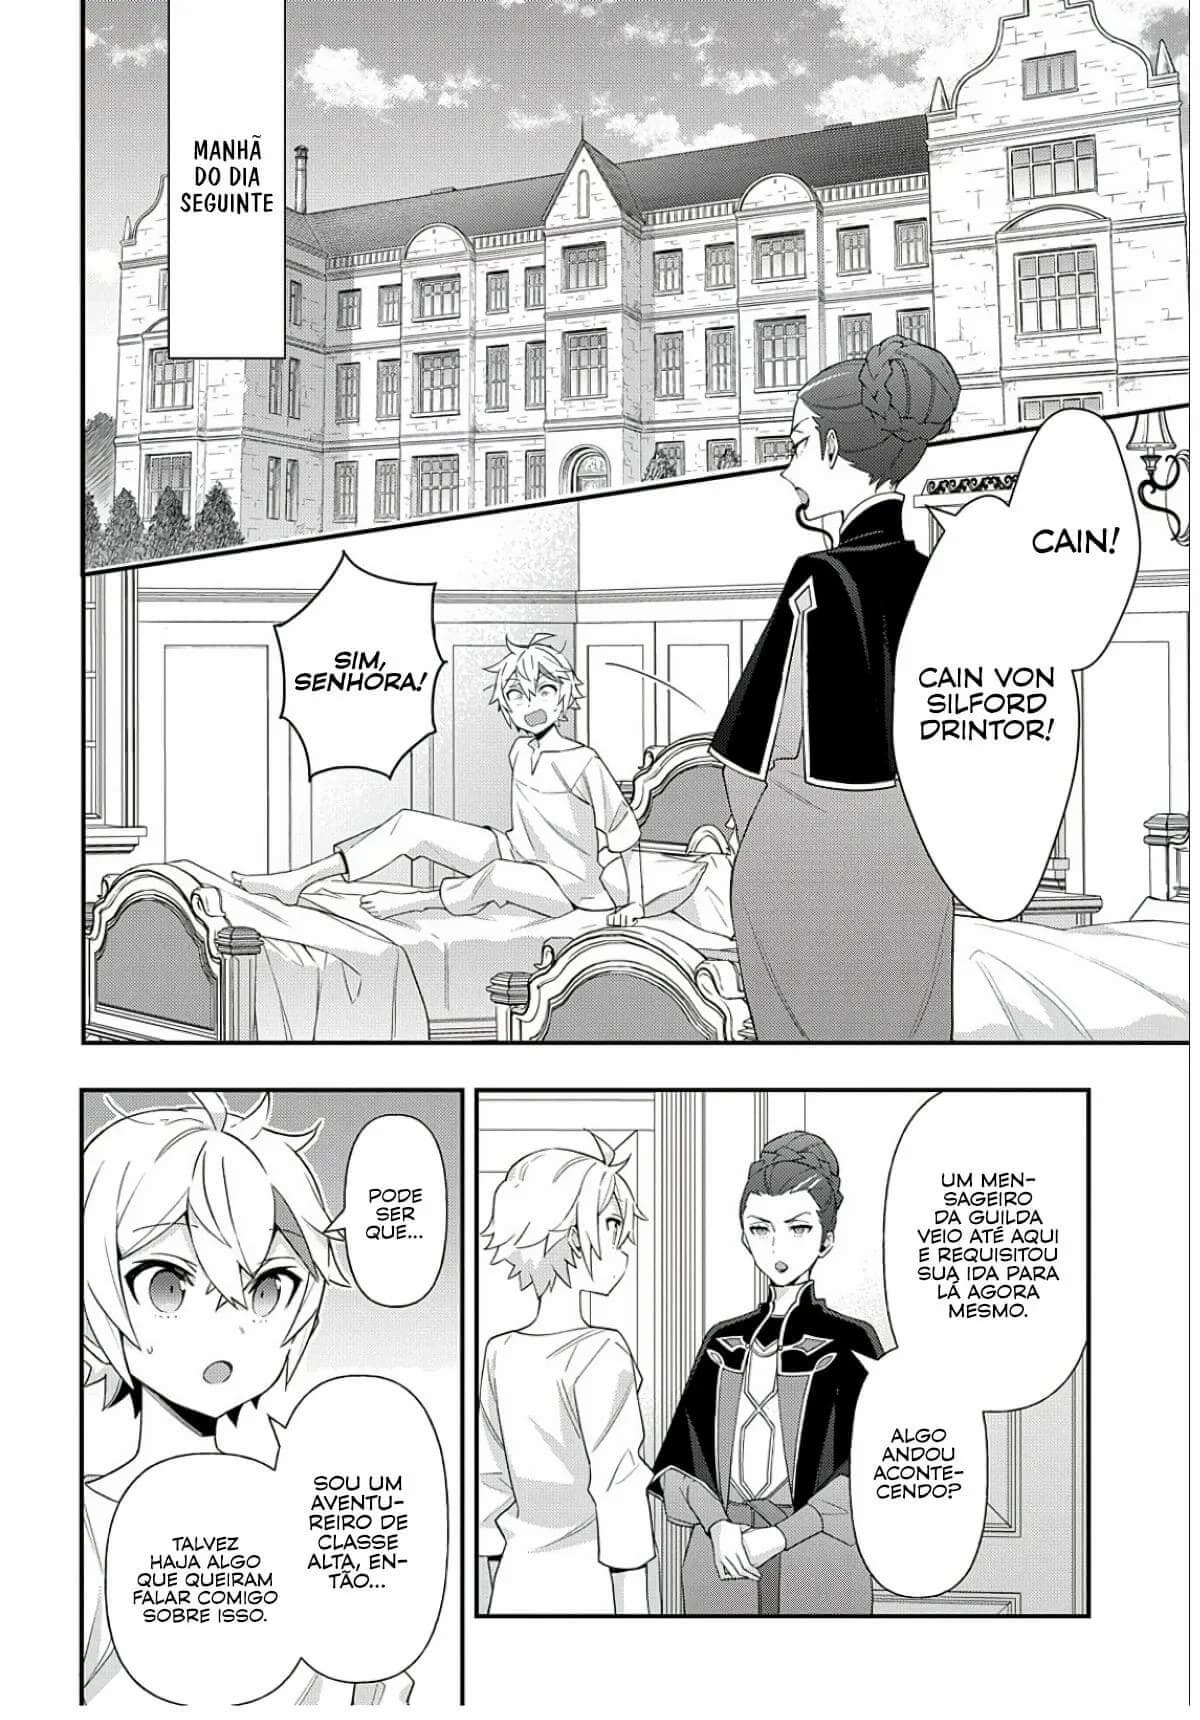 MANHÃ
DO DIA
SEGUINTE
CAIN!
CAIN VON
SILFORD
DRINTOR!
SIM,
SENHORA!
UM MEN-
SAGEIRO
DA GUILDA
VEIO ATÉ AQUI
E REQUISITOU
SUA IDA PARA
LÁ AGORA
MESMO.
ALGO
ANDOU
ACONTE-
CENDO?
PODE
SER
QUE...
SOU UM
AVENTU-
REIRO DE
CLASSE
ALTA, EN-
TÃO...
TALVEZ
HAJA ALGO
QUE QUEIRAM
FALAR COMIGO
SOBRE ISSO.